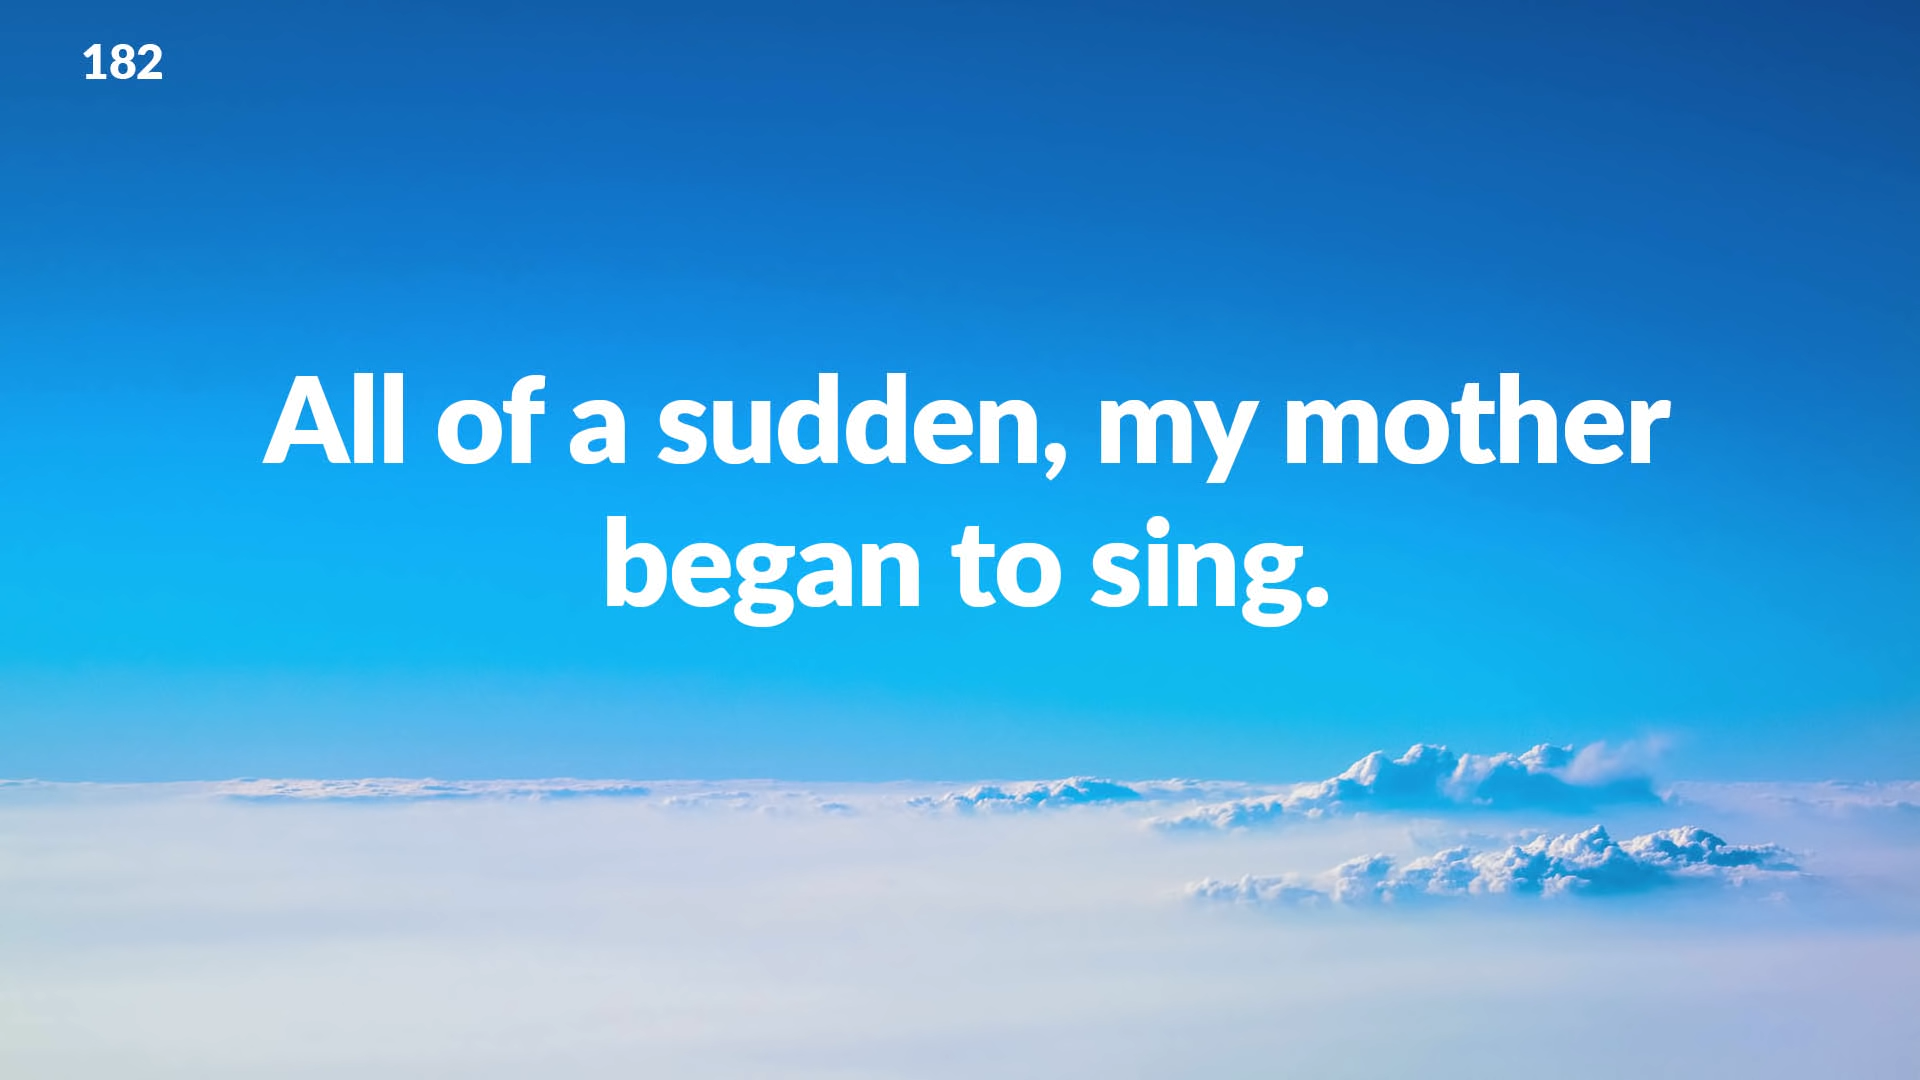 182
All of a sudden, my mother
began to sing.